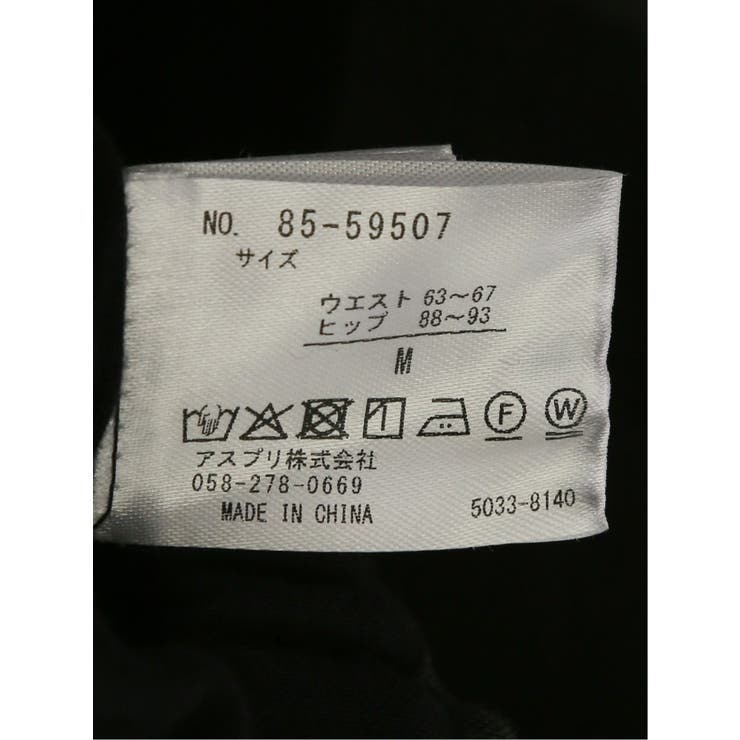 NO. 85-59507
サイズ
ウエスト 63～67
ヒップ 88～93
M
F W
アスプリ株式会社
058-278-0669
MADE IN CHINA
5033-8140